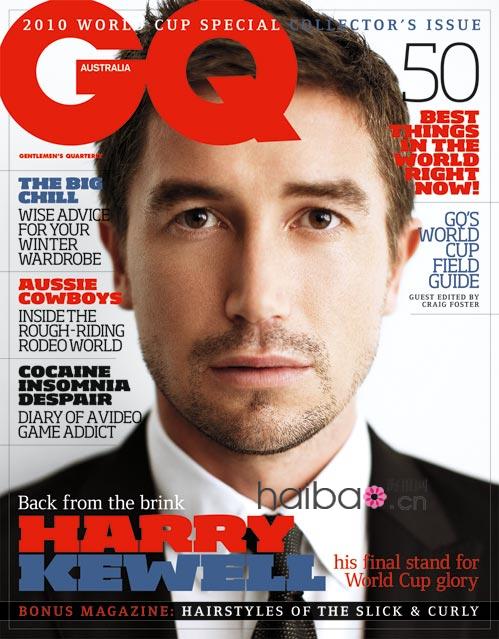 2010 WORLD CUP SPECIAL COLLECTOR'S ISSUE
GQ
AUSTRALIA
GENTLEMEN'S QUARTERLY
50
BEST
THINGS
IN THE
WORLD
RIGHT
NOW!
THE BIG
CHILL
WISE ADVICE
FOR YOUR
WINTER
WARDROBE
GQ'S
WORLD
CUP
FIELD
GUIDE
GUEST EDITED BY
CRAIG FOSTER
AUSSIE
COWBOYS
INSIDE THE
ROUGH-RIDING
RODEO WORLD
COCAINE
INSOMNIA
DESPAIR
DIARY OF A VIDEO
GAME ADDICT
haibao.cn
Back from the brink
HARRY
KEWELL
his final stand for
World Cup glory
BONUS MAGAZINE: HAIRSTYLES OF THE SLICK & CURLY